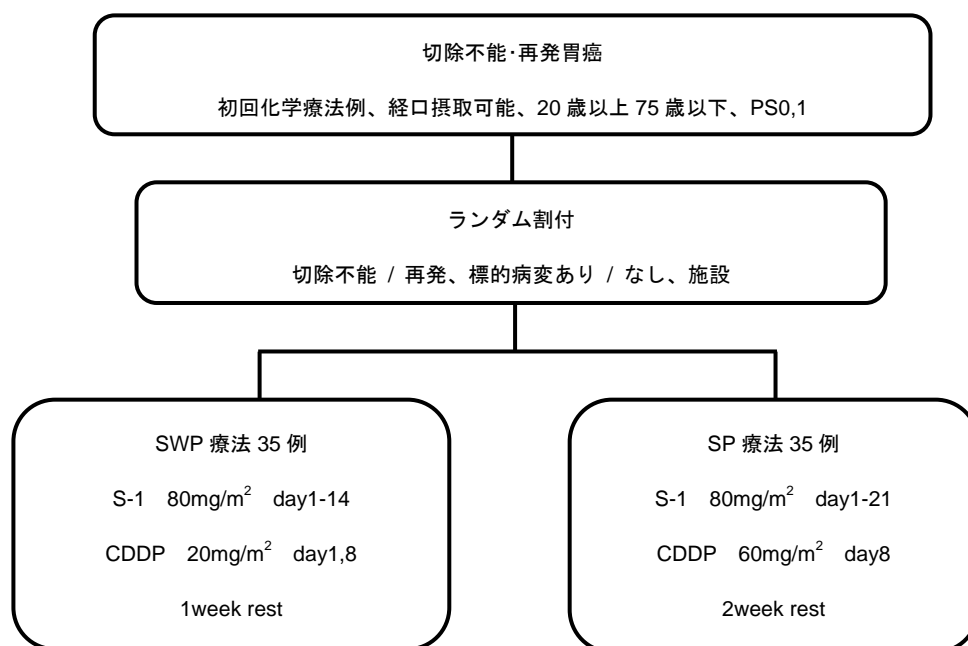 切除不能･再発胃癌
初回化学療法例、経口摂取可能、20 歳以上 75 歳以下、PS0,1
ランダム割付
切除不能 / 再発、標的病変あり / なし、施設
SWP 療法 35 例
S-1 80mg/m² day1-14
CDDP 20mg/m² day1,8
1week rest
SP 療法 35 例
S-1 80mg/m² day1-21
CDDP 60mg/m² day8
2week rest